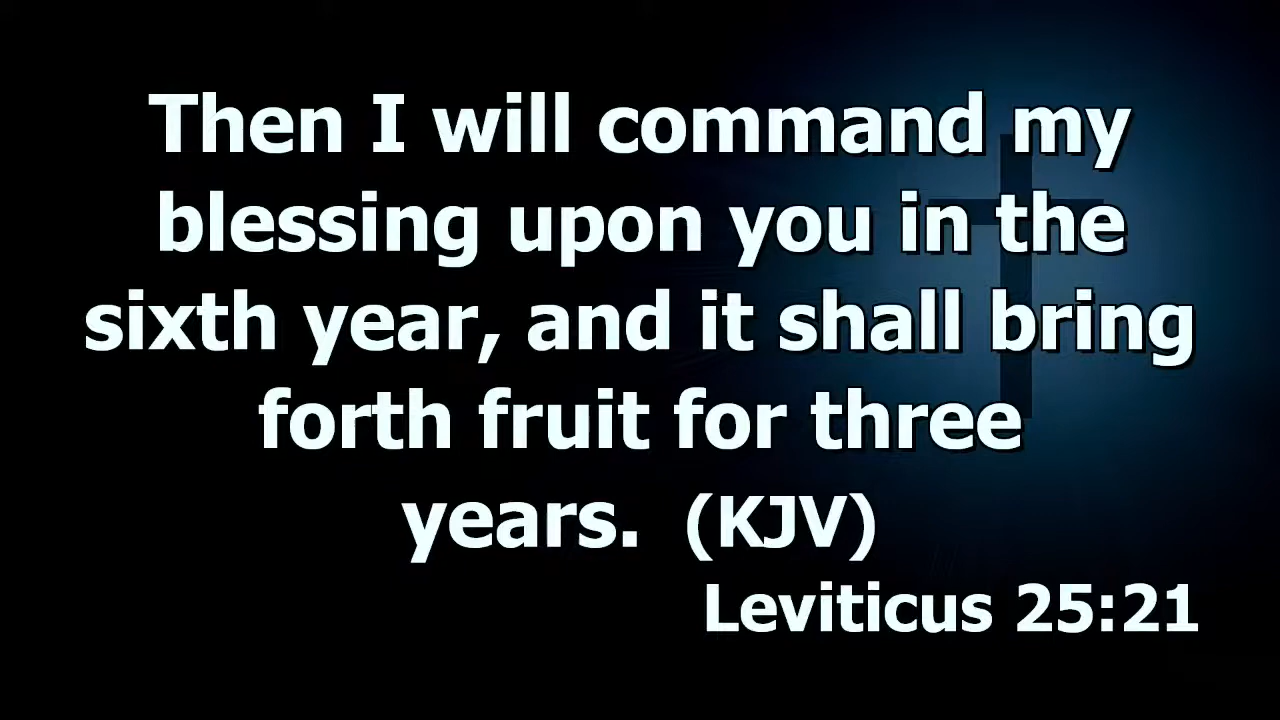 Then I will command my
blessing upon you in the
sixth year, and it shall bring
forth fruit for three
years.  (KJV)
Leviticus 25:21